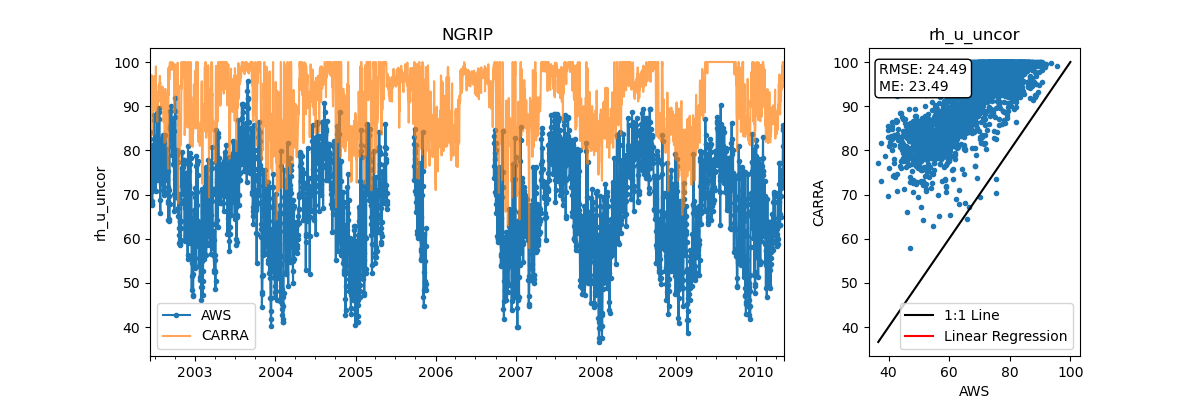 NGRIP
rh_u_uncor
100
90
80
70
60
50
40
rh_u_uncor
AWS
CARRA
2003
2004
2005
2006
2007
2008
2009
2010
rh_u_uncor
RMSE: 24.49
ME: 23.49
100
90
80
70
60
50
40
CARRA
1:1 Line
Linear Regression
40
60
80
100
AWS